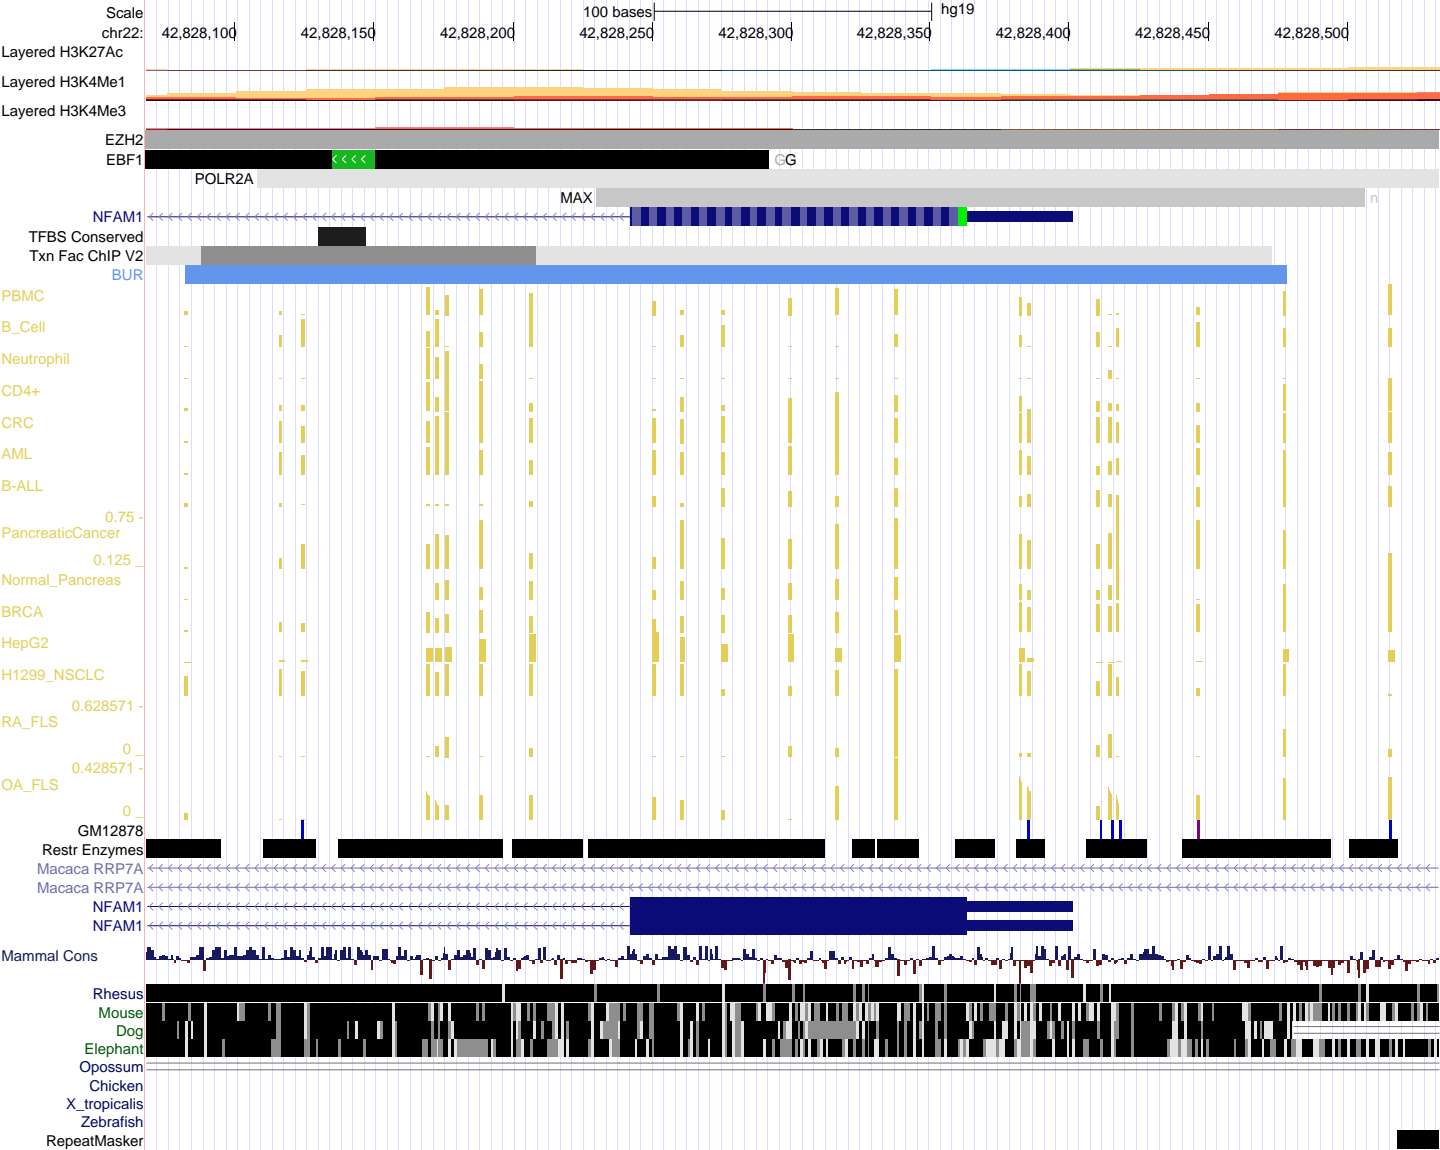 Scale 100 bases hg19
chr22: 42,828,100 42,828,150 42,828,200 42,828,250 42,828,300 42,828,350 42,828,400 42,828,450 42,828,500
Layered H3K27Ac
Layered H3K4Me1
Layered H3K4Me3
EZH2
EBF1 GG
POLR2A
MAX n
NFAM1
TFBS Conserved
Txn Fac ChIP V2
BUR
PBMC
B_Cell
Neutrophil
CD4+
CRC
AML
B-ALL
0.75 -
PancreaticCancer
0.125 _
Normal_Pancreas
BRCA
HepG2
H1299_NSCLC
0.628571 -
RA_FLS
0 _
0.428571 -
OA_FLS
0 _
GM12878
Restr Enzymes
Macaca RRP7A
Macaca RRP7A
NFAM1
NFAM1
Mammal Cons
Rhesus
Mouse
Dog
Elephant
Opossum
Chicken
X_tropicalis
Zebrafish
RepeatMasker